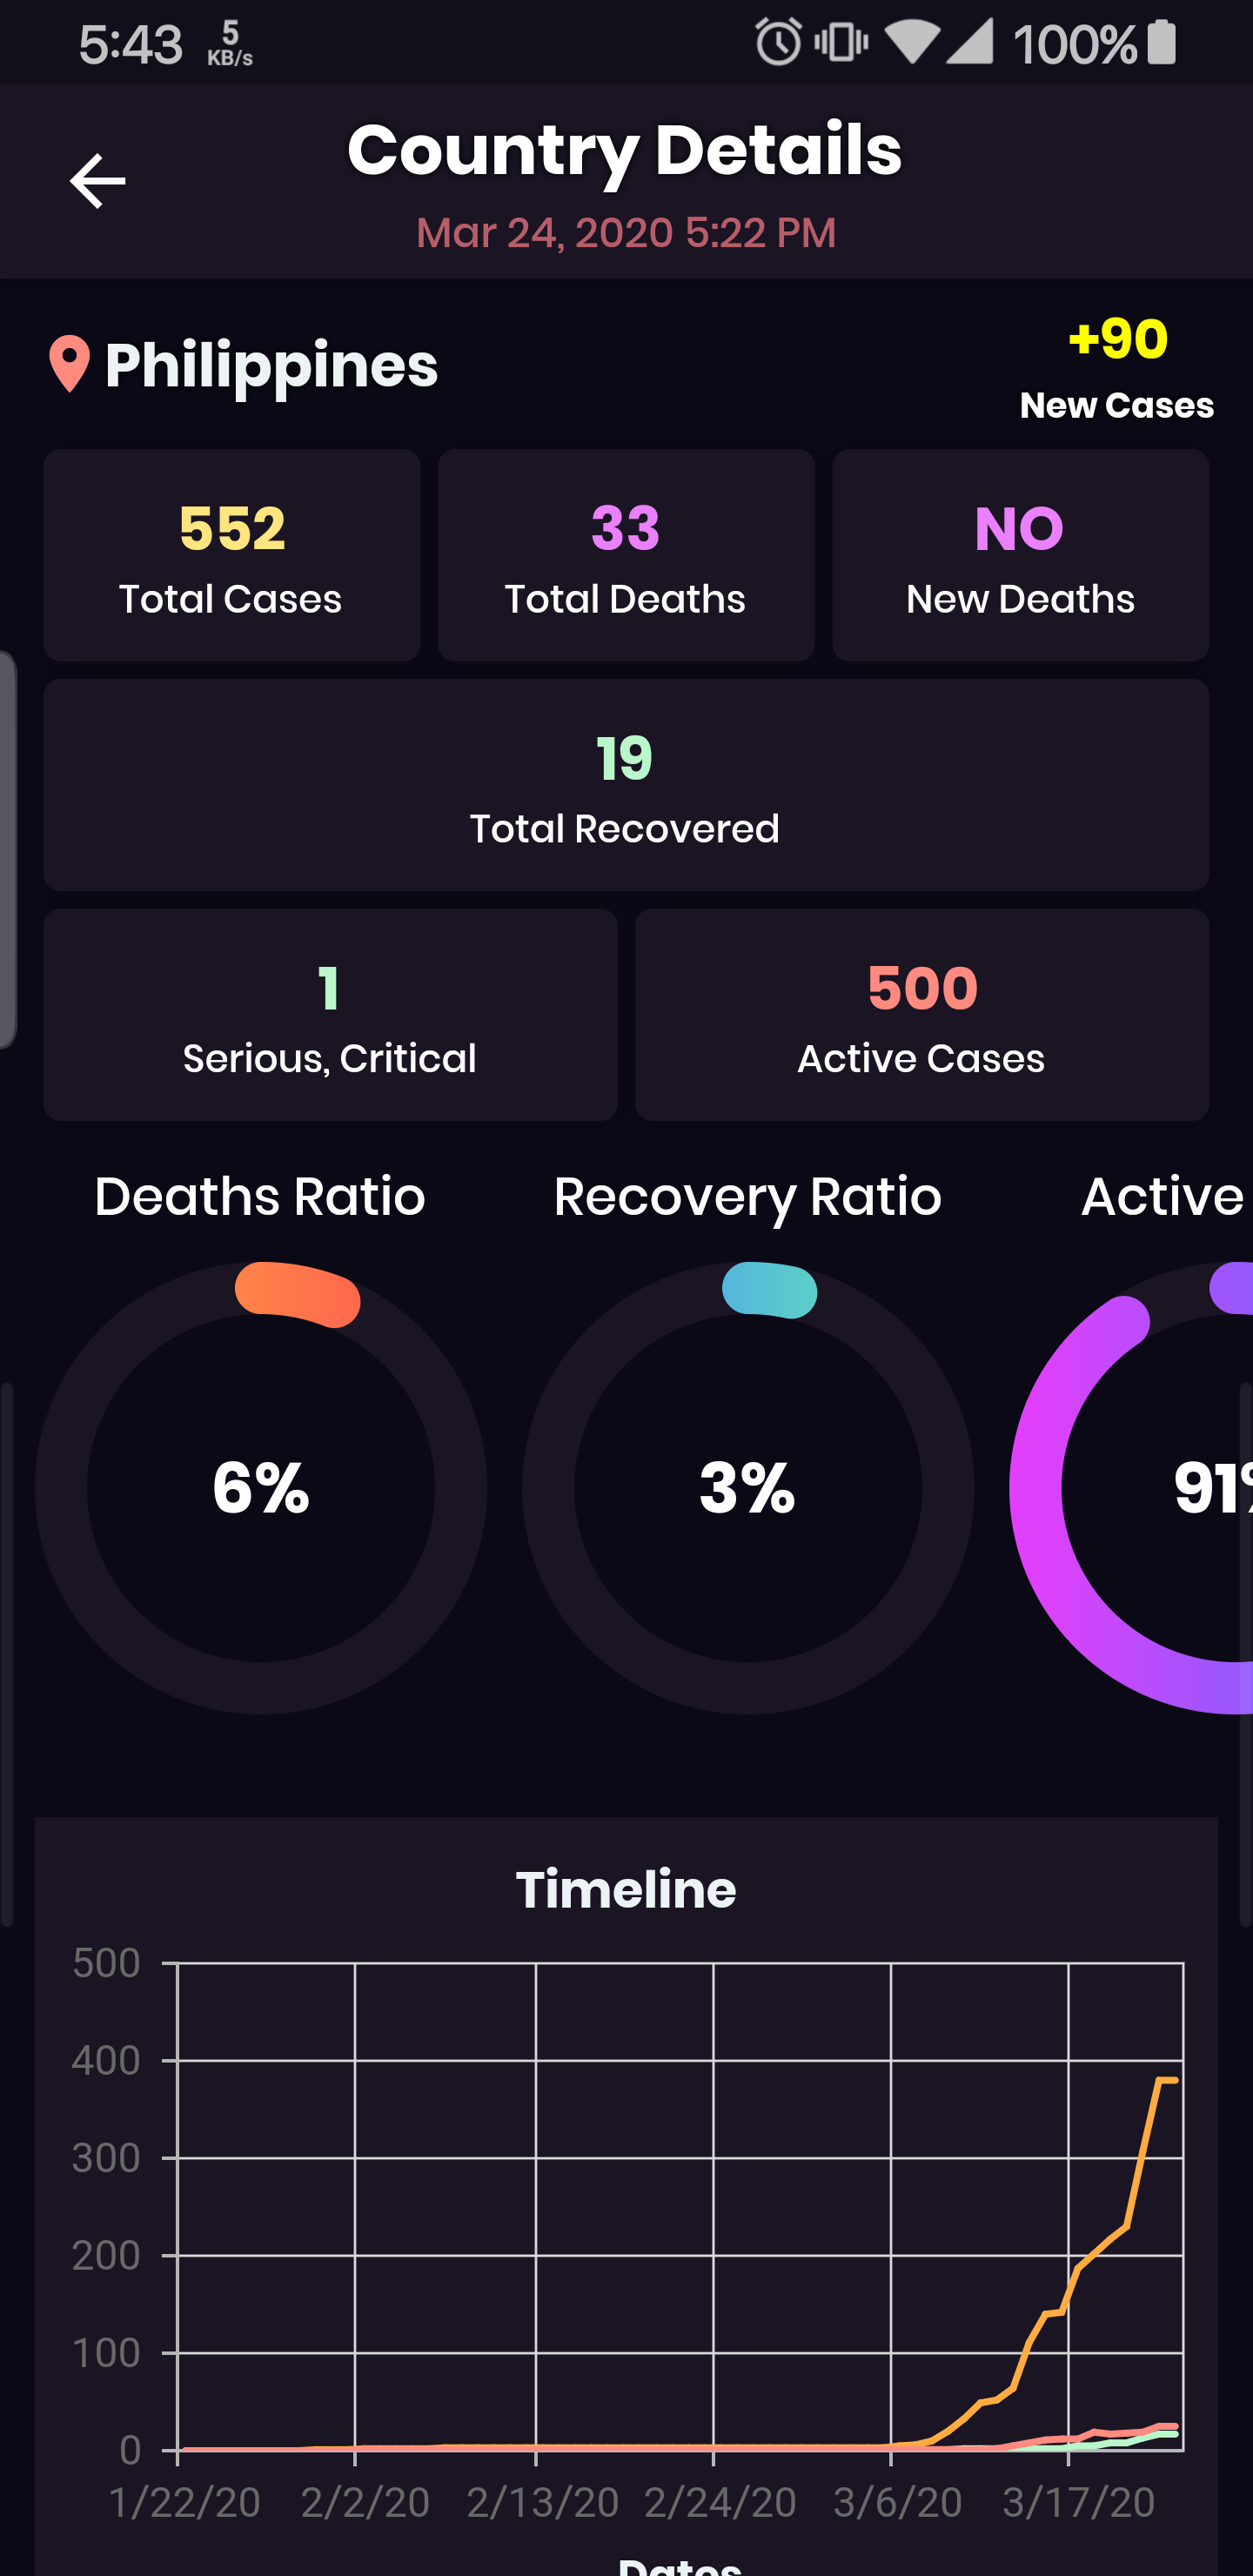 5:43 5 KB/s 100%
Country Details
Mar 24, 2020 5:22 PM
Philippines
+90
New Cases
552
Total Cases
33
Total Deaths
NO
New Deaths
19
Total Recovered
1
Serious, Critical
500
Active Cases
Deaths Ratio
Recovery Ratio
Active
6%
3%
91%
Timeline
500
400
300
200
100
0
1/22/20 2/2/20 2/13/20 2/24/20 3/6/20 3/17/20
Dates